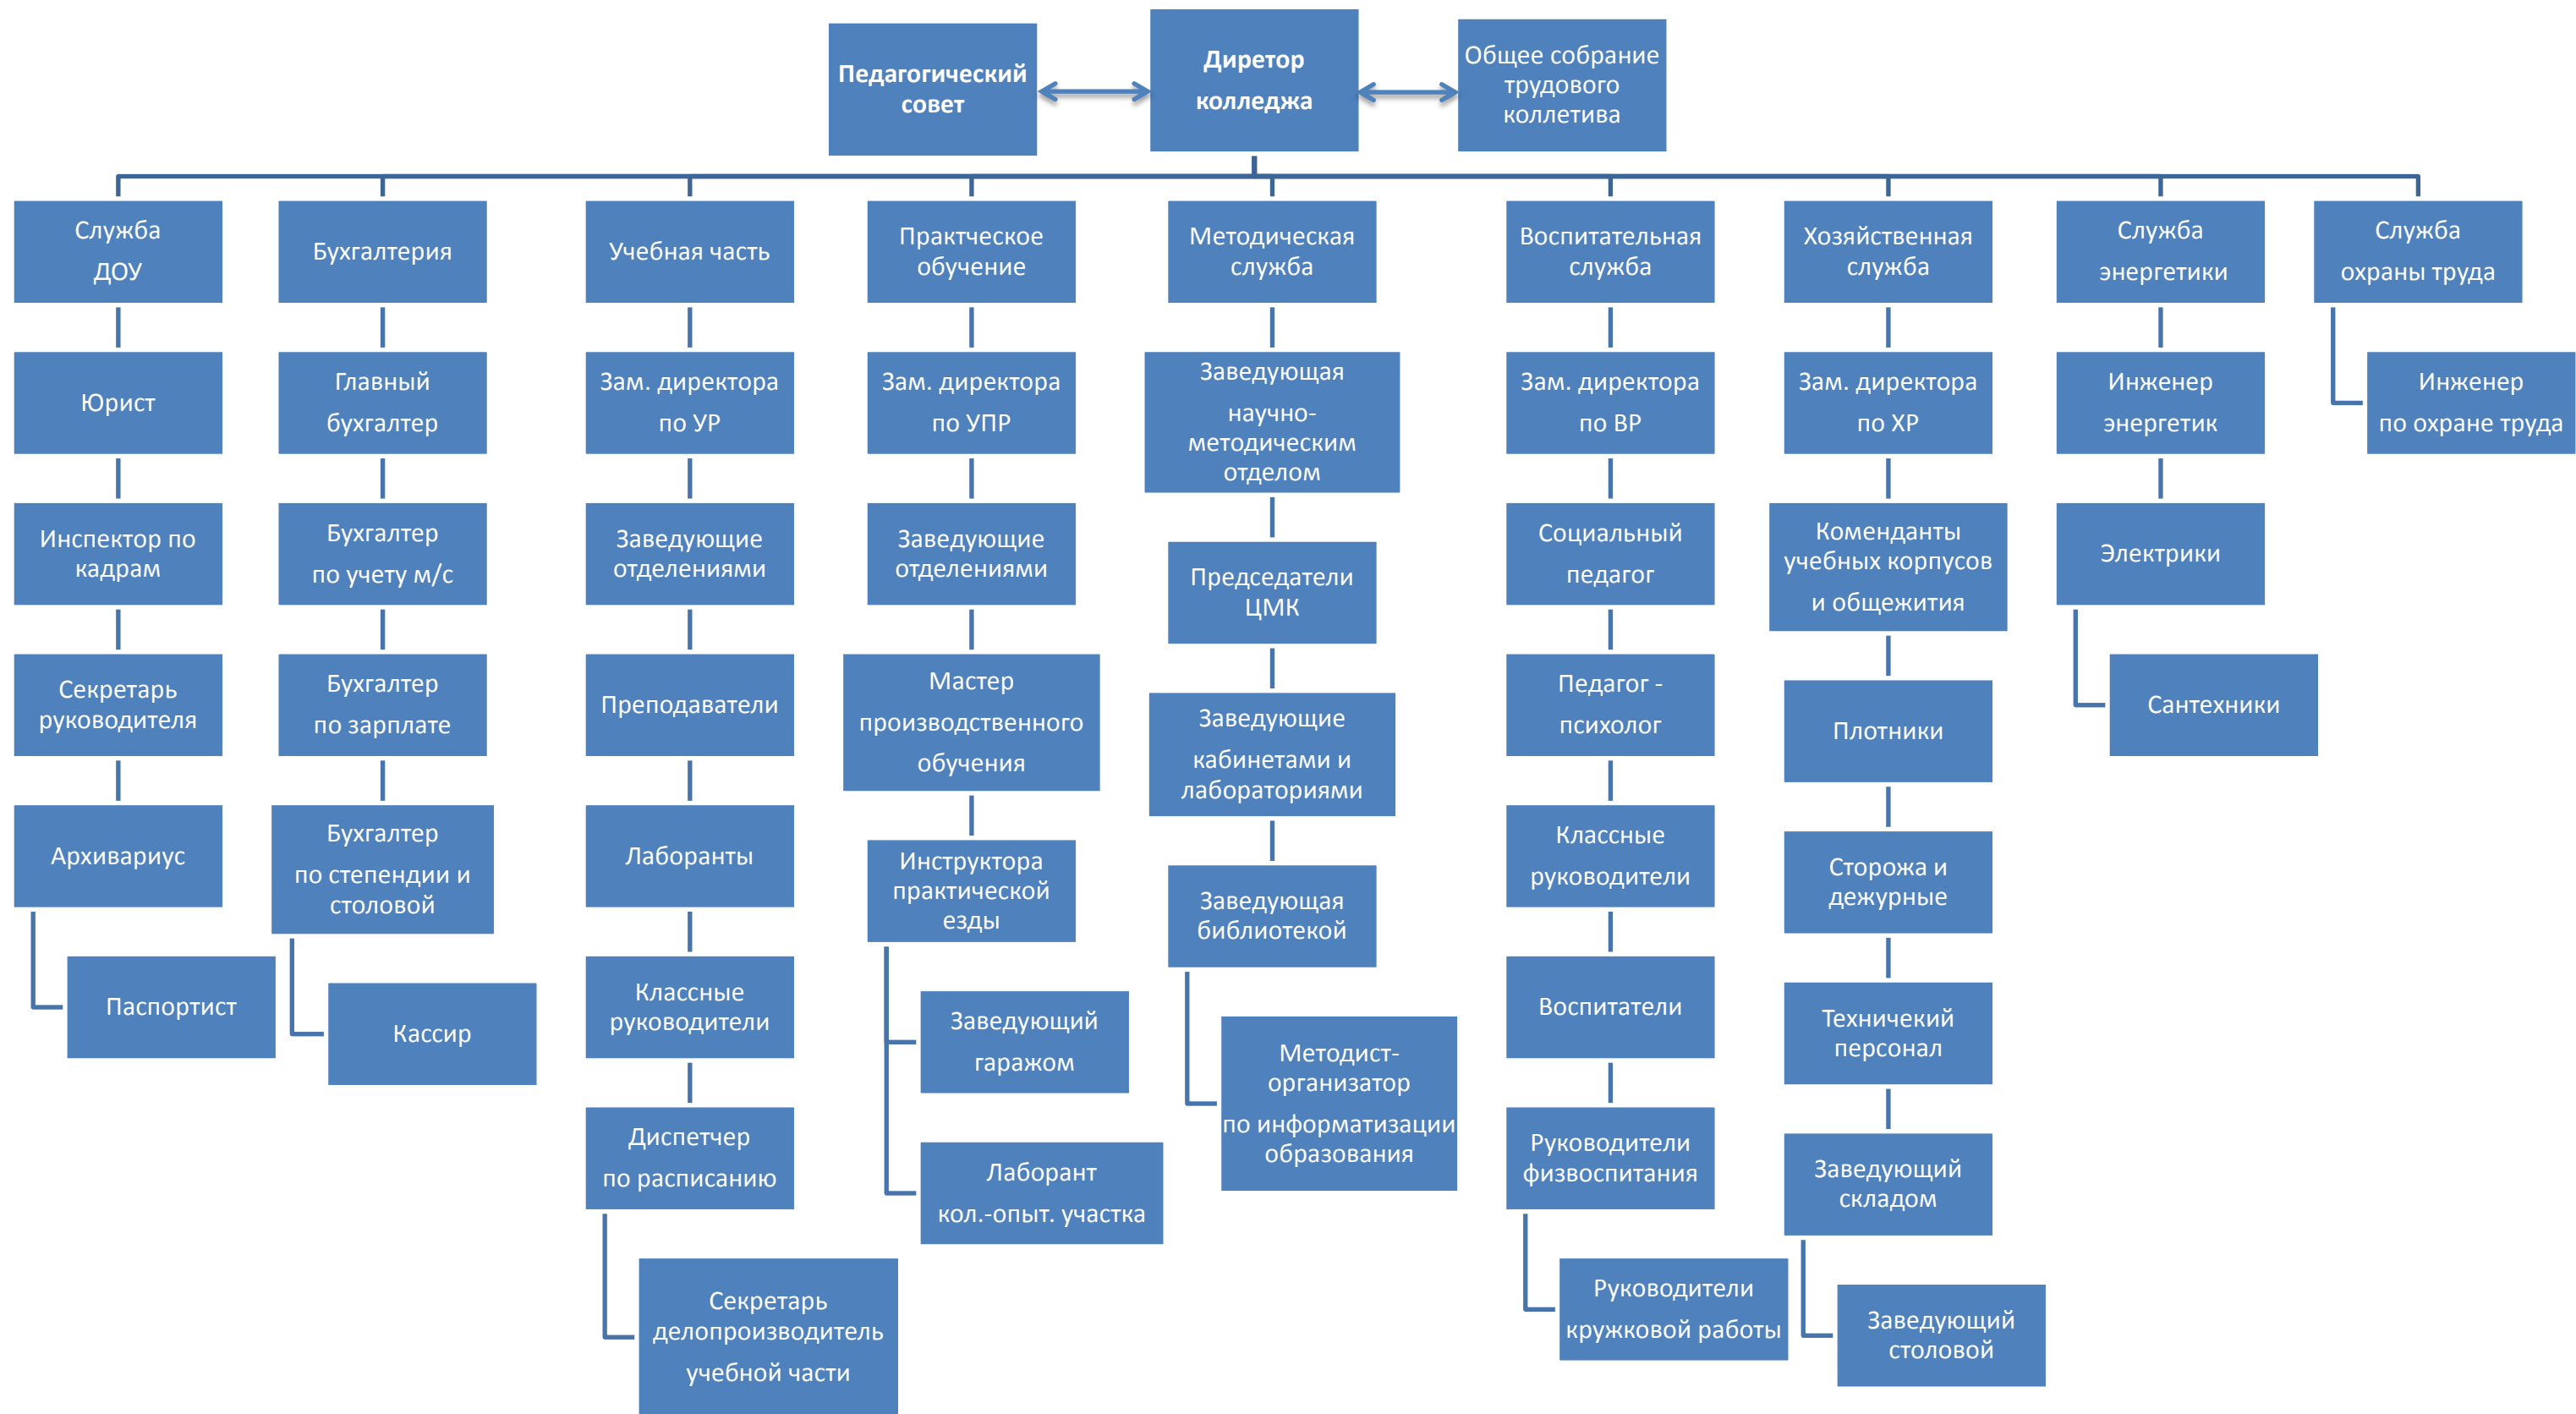 Педагогический
совет
Диретор
колледжа
Общее собрание
трудового
коллетива
Служба
ДОУ
Юрист
Инспектор по
кадрам
Секретарь
руководителя
Архивариус
Паспортист
Бухгалтерия
Главный
бухгалтер
Бухгалтер
по учету м/с
Бухгалтер
по зарплате
Бухгалтер
по степендии и
столовой
Кассир
Учебная часть
Зам. директора
по УР
Заведующие
отделениями
Преподаватели
Лаборанты
Классные
руководители
Диспетчер
по расписанию
Секретарь
делопроизводитель
учебной части
Практческое
обучение
Зам. директора
по УПР
Заведующие
отделениями
Мастер
производственного
обучения
Инструктора
практической
езды
Заведующий
гаражом
Лаборант
кол.-опыт. участка
Методическая
служба
Заведующая
научно-
методическим
отделом
Председатели
ЦМК
Заведующие
кабинетами и
лабораториями
Заведующая
библиотекой
Методист-
организатор
по информатизации
образования
Воспитательная
служба
Зам. директора
по ВР
Социальный
педагог
Педагог -
психолог
Классные
руководители
Воспитатели
Руководители
физвоспитания
Руководители
кружковой работы
Хозяйственная
служба
Зам. директора
по ХР
Коменданты
учебных корпусов
и общежития
Плотники
Сторожа и
дежурные
Техничекий
персонал
Заведующий
складом
Заведующий
столовой
Служба
энергетики
Инженер
энергетик
Электрики
Сантехники
Служба
охраны труда
Инженер
по охране труда